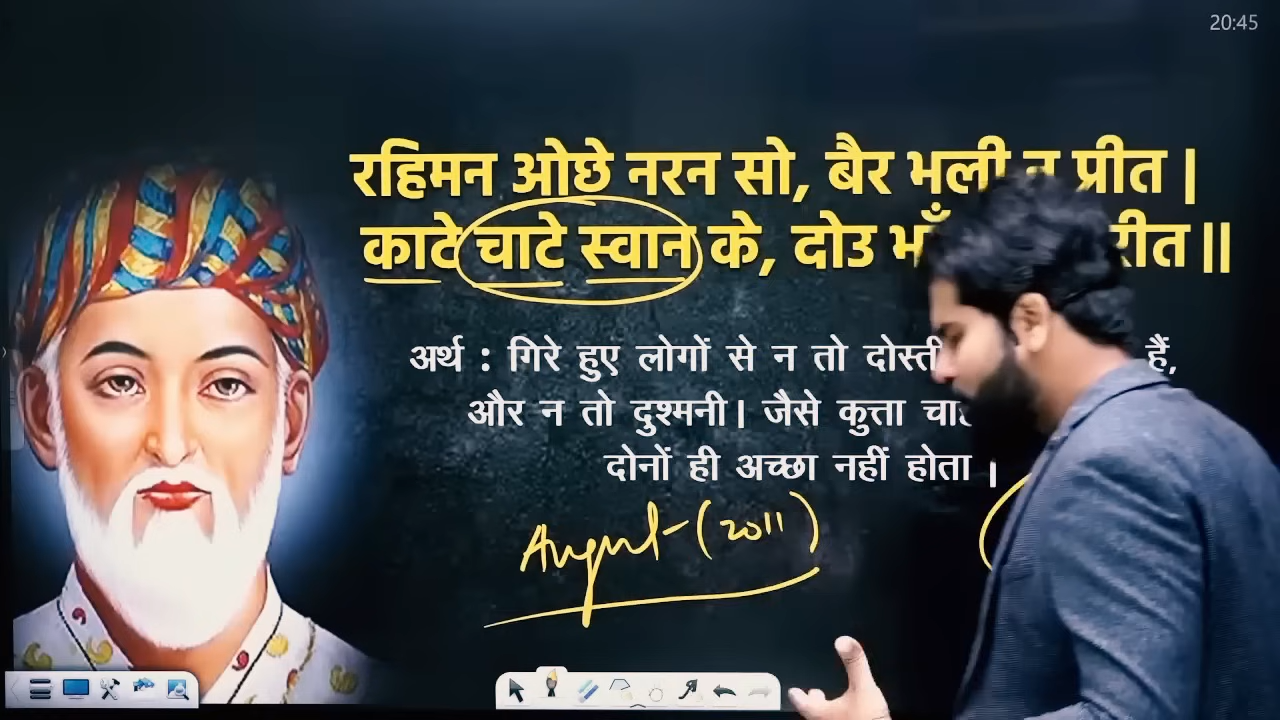 20:45
रहिमन ओछे नरन सो, बैर भली न प्रीत |
काटे चाटे स्वान के, दोउ रीत ||
अर्थ : गिरे हुए लोगों से न तो दोस्ती हैं,
और न तो दुश्मनी। जैसे कुत्ता
दोनों ही अच्छा नहीं होता ।
August-(2011)